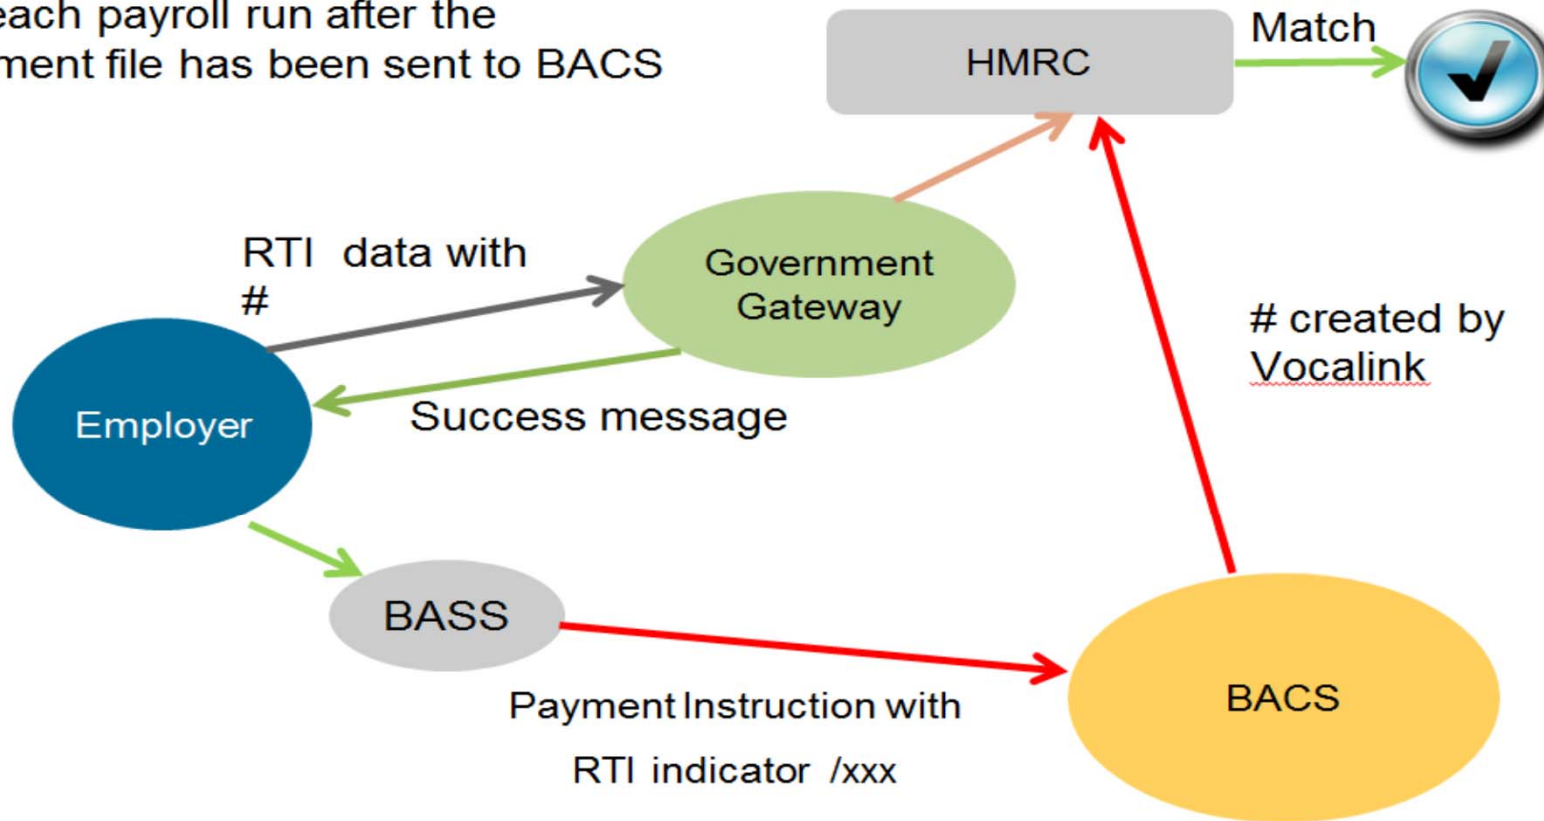 each payroll run after the
ment file has been sent to BACS
HMRC
Match
RTI data with
#
Government
Gateway
# created by
Vocalink
Employer
Success message
BASS
Payment Instruction with
RTI indicator /xxx
BACS